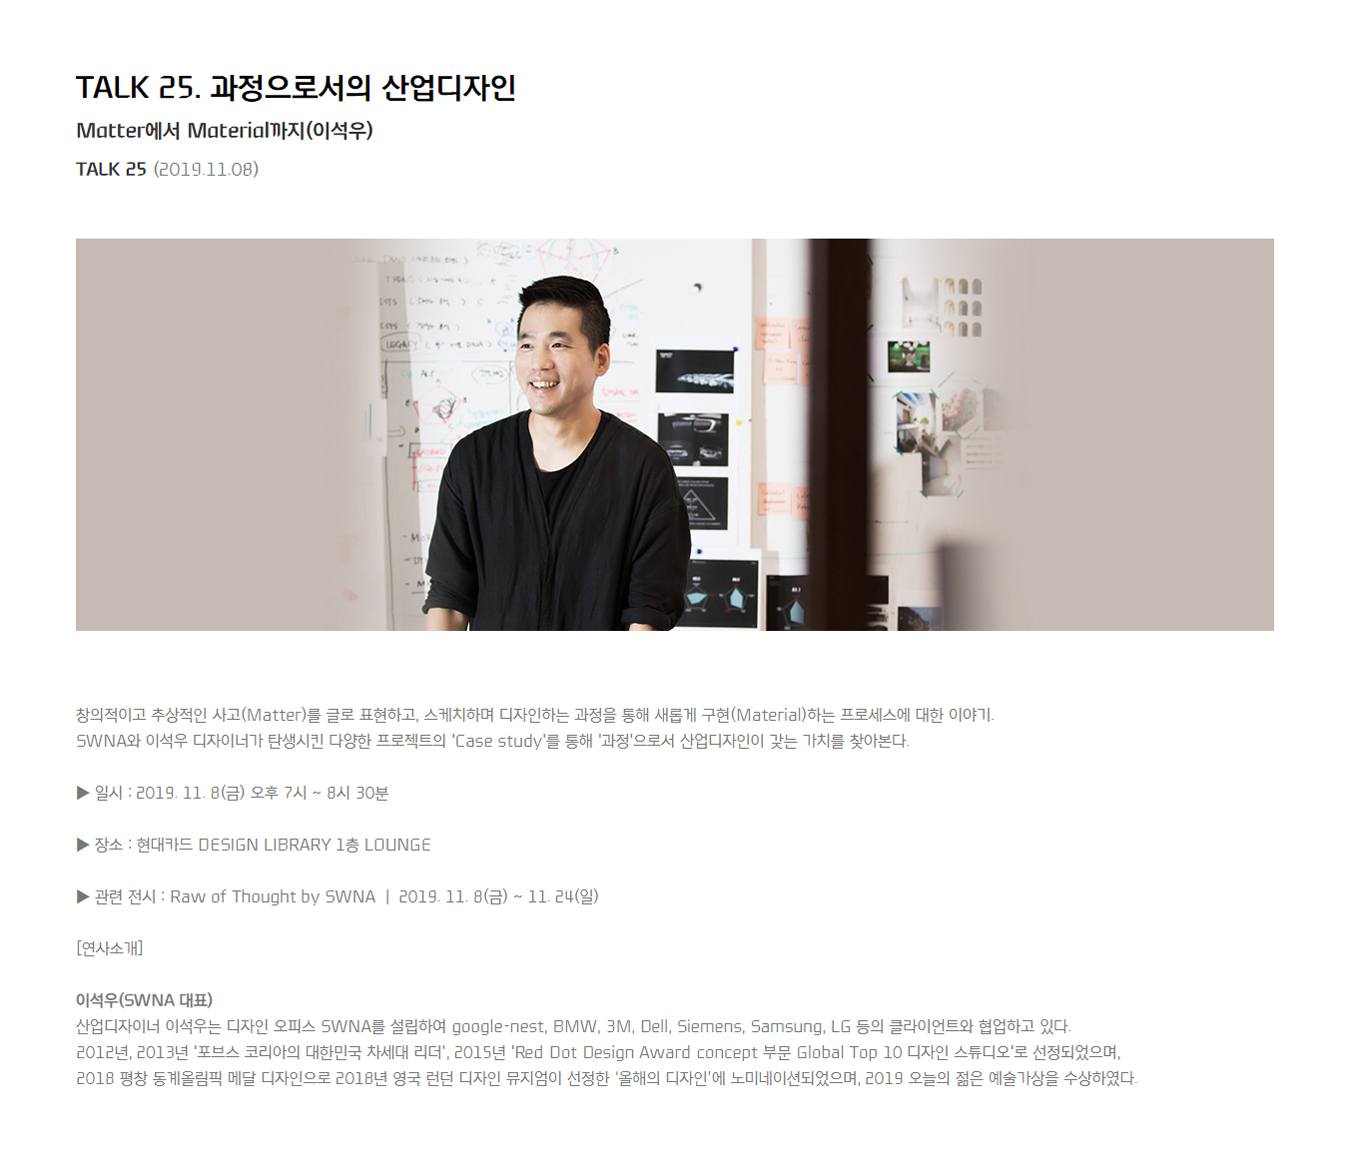 TALK 25. 과정으로서의 산업디자인
Matter에서 Material까지(이석우)
TALK 25 (2019.11.08)
LEGACY
창의적이고 추상적인 사고(Matter)를 글로 표현하고, 스케치하며 디자인하는 과정을 통해 새롭게 구현(Material)하는 프로세스에 대한 이야기.
SWNA와 이석우 디자이너가 탄생시킨 다양한 프로젝트의 'Case study'를 통해 '과정'으로서 산업디자인이 갖는 가치를 찾아본다.
▶ 일시 : 2019. 11. 8(금) 오후 7시 ~ 8시 30분
▶ 장소 : 현대카드 DESIGN LIBRARY 1층 LOUNGE
▶ 관련 전시 : Raw of Thought by SWNA | 2019. 11. 8(금) ~ 11. 24(일)
[연사소개]
이석우(SWNA 대표)
산업디자이너 이석우는 디자인 오피스 SWNA를 설립하여 google-nest, BMW, 3M, Dell, Siemens, Samsung, LG 등의 클라이언트와 협업하고 있다.
2012년, 2013년 '포브스 코리아의 대한민국 차세대 리더', 2015년 'Red Dot Design Award concept 부문 Global Top 10 디자인 스튜디오'로 선정되었으며,
2018 평창 동계올림픽 메달 디자인으로 2018년 영국 런던 디자인 뮤지엄이 선정한 '올해의 디자인'에 노미네이션되었으며, 2019 오늘의 젊은 예술가상을 수상하였다.